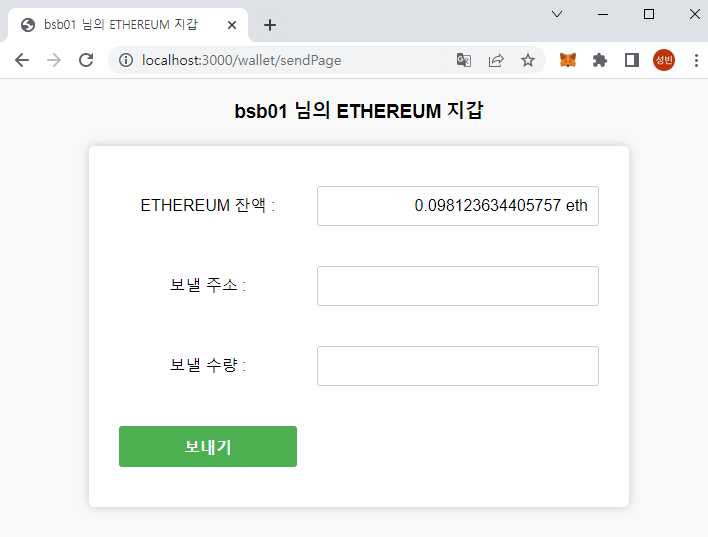 bsb01 님의 ETHEREUM 지갑
localhost:3000/wallet/sendPage
성빈
bsb01 님의 ETHEREUM 지갑
ETHEREUM 잔액 : 0.098123634405757 eth
보낼 주소 :
보낼 수량 :
보내기